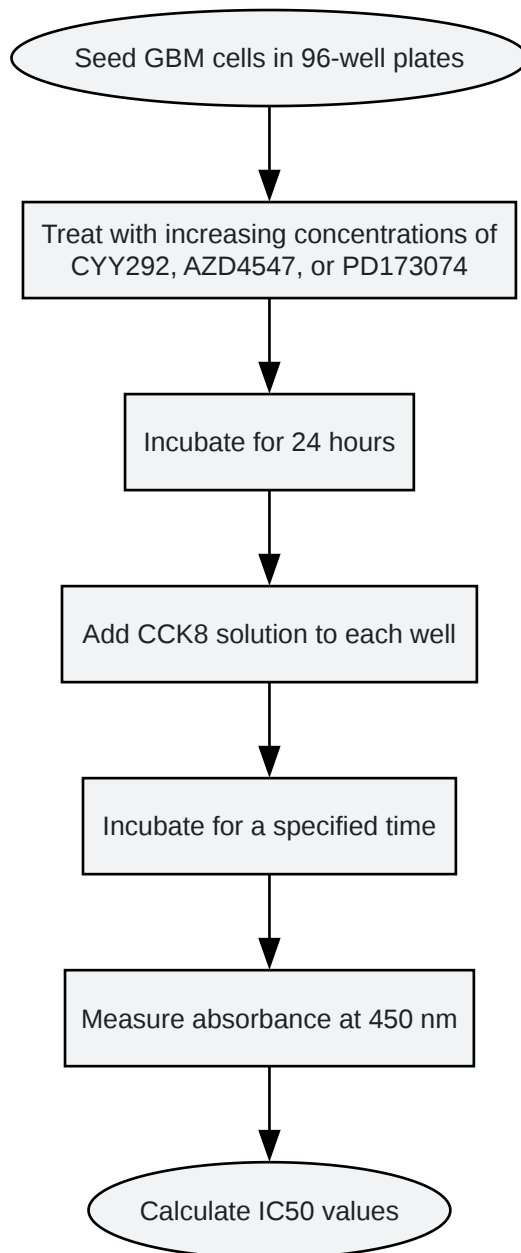 Seed GBM cells in 96-well plates
Treat with increasing concentrations of
CYY292, AZD4547, or PD173074
Incubate for 24 hours
Add CCK8 solution to each well
Incubate for a specified time
Measure absorbance at 450 nm
Calculate IC50 values